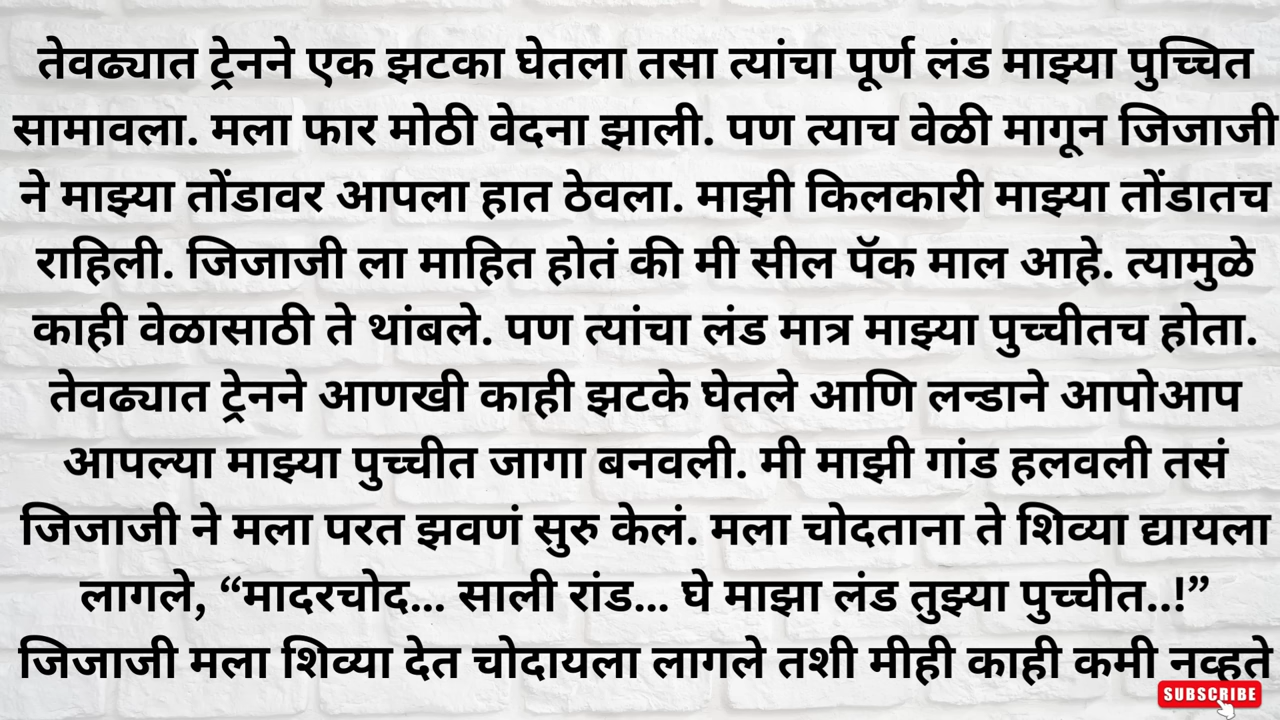 तेवढ्यात ट्रेनने एक झटका घेतला तसा त्यांचा पूर्ण लंड माझ्या पुच्चित
सामावला. मला फार मोठी वेदना झाली. पण त्याच वेळी मागून जिजाजी
ने माझ्या तोंडावर आपला हात ठेवला. माझी किलकारी माझ्या तोंडातच
राहिली. जिजाजी ला माहित होतं की मी सील पॅक माल आहे. त्यामुळे
काही वेळासाठी ते थांबले. पण त्यांचा लंड मात्र माझ्या पुच्चीतच होता.
तेवढ्यात ट्रेनने आणखी काही झटके घेतले आणि लन्डाने आपोआप
आपल्या माझ्या पुच्चीत जागा बनवली. मी माझी गांड हलवली तसं
जिजाजी ने मला परत झवणं सुरु केलं. मला चोदताना ते शिव्या द्यायला
लागले, “मादरचोद... साली रांड... घे माझा लंड तुझ्या पुच्चीत..!”
जिजाजी मला शिव्या देत चोदायला लागले तशी मीही काही कमी नव्हते
SUBSCRIBE